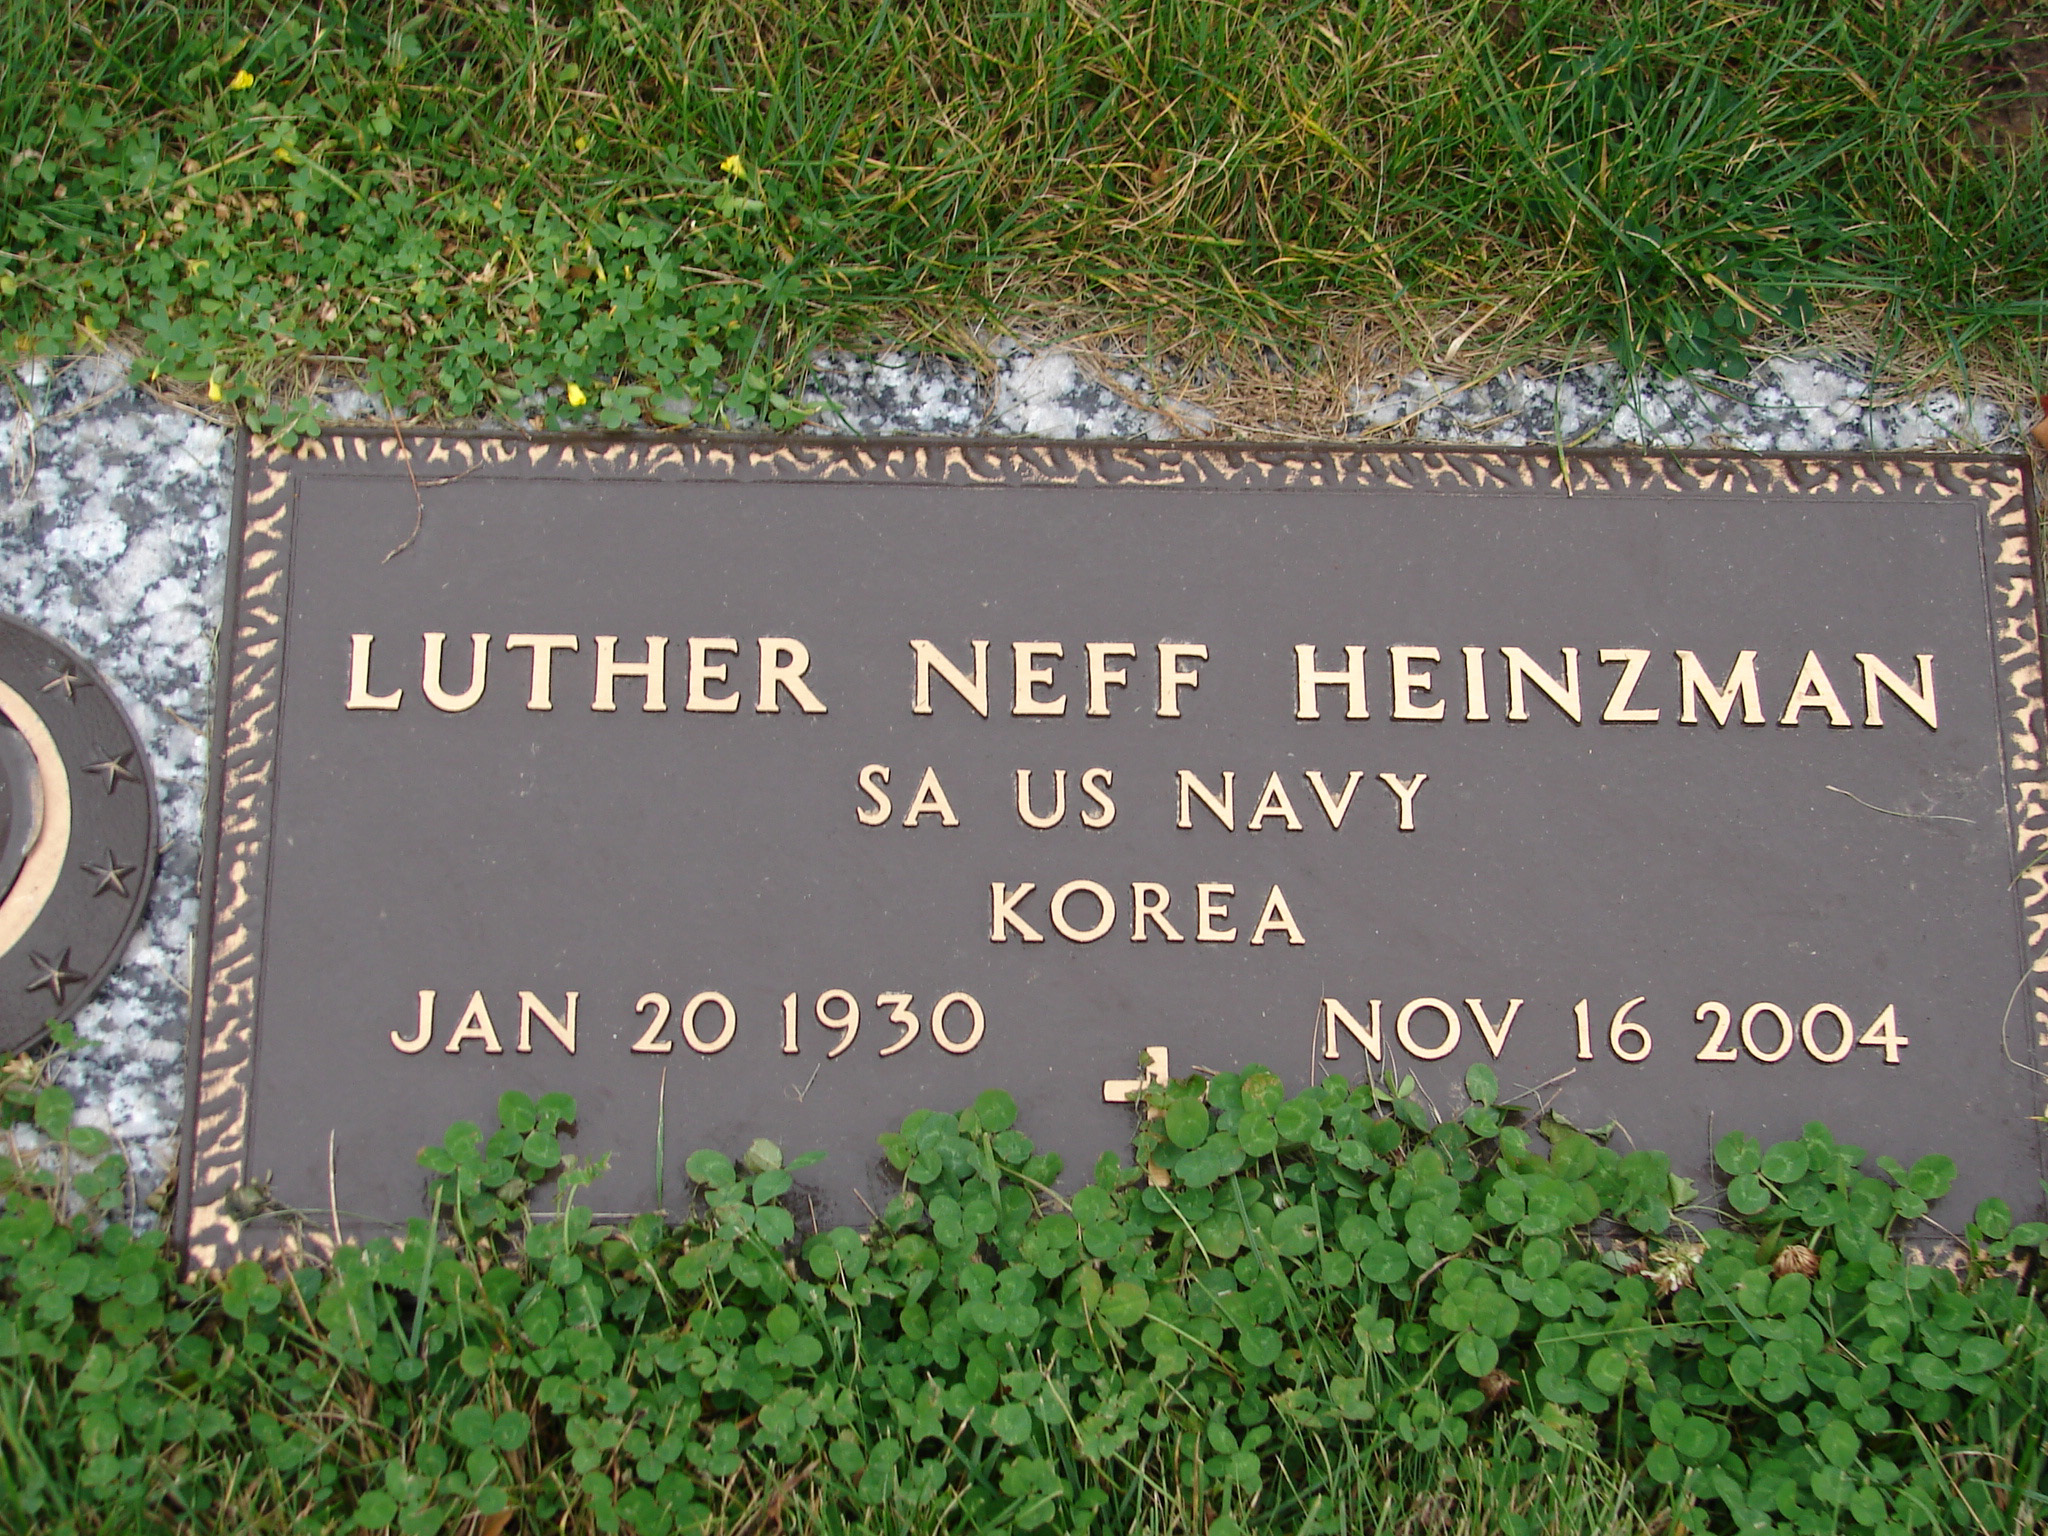 LUTHER NEFF HEINZMAN
SA US NAVY
KOREA
JAN 20 1930 NOV 16 2004